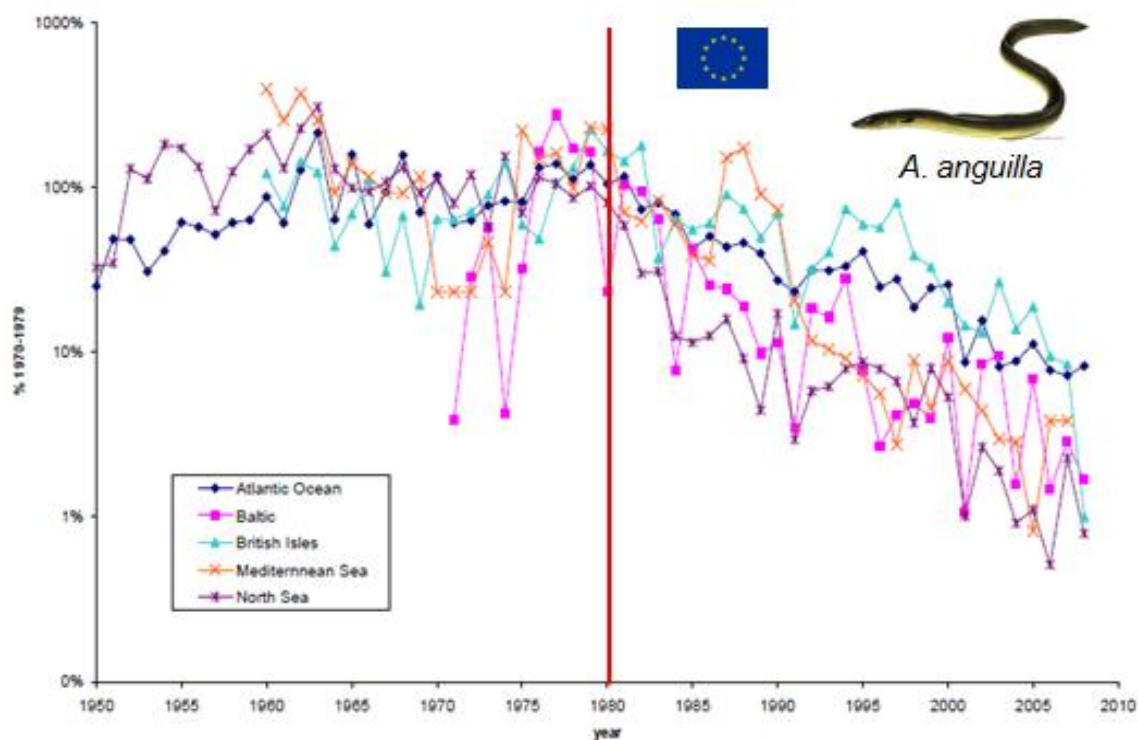 1000%
100%
10%
1%
0%
% 1970-1979
A. anguilla
Atlantic Ocean
Baltic
British Isles
Mediternnean Sea
North Sea
1950 1955 1960 1965 1970 1975 1980 1985 1990 1995 2000 2005 2010
year